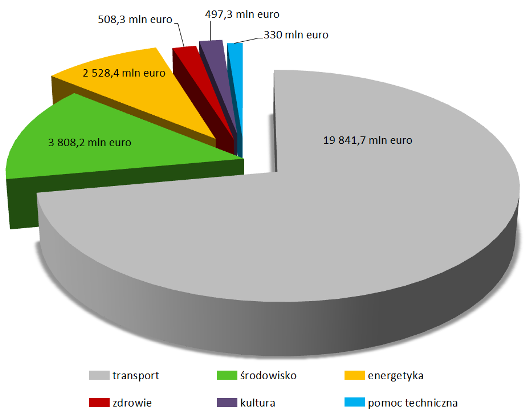 497,3 mln euro
508,3 mln euro
330 mln euro
2 528,4 mln euro
3 808,2 mln euro
19 841,7 mln euro
transport środowisko energetyka
zdrowie kultura pomoc techniczna